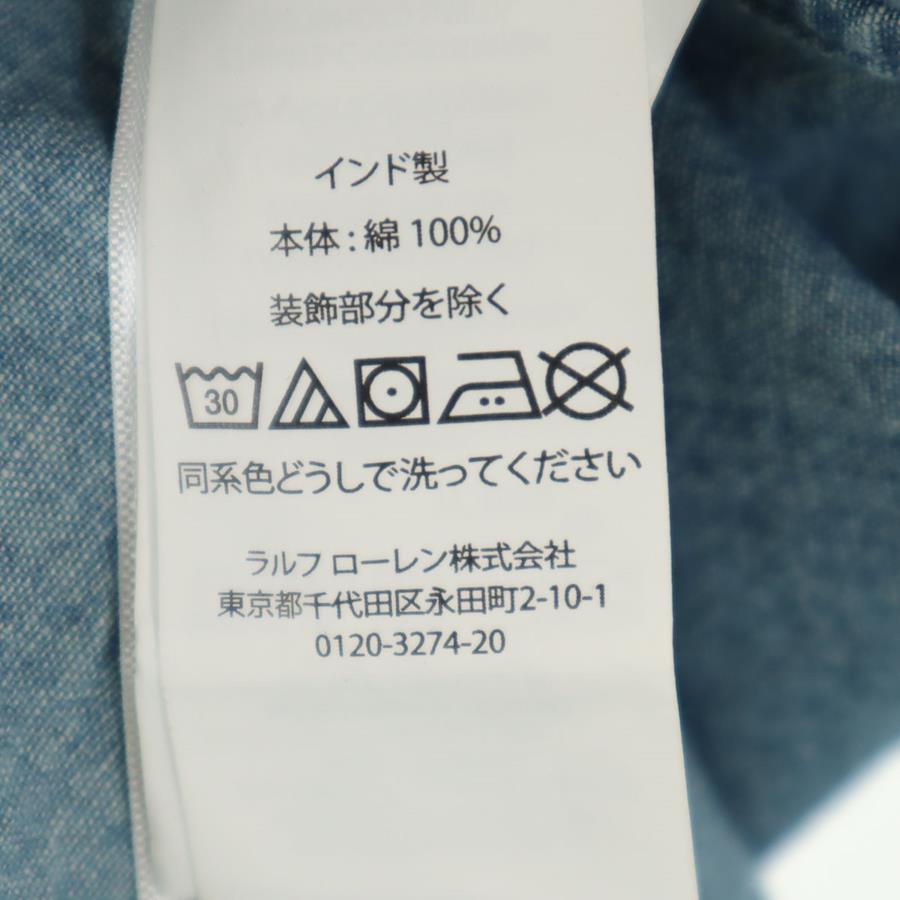 インド製
本体 : 綿 100%
装飾部分を除く
30
同系色どうしで洗ってください
ラルフ ローレン株式会社
東京都千代田区永田町2-10-1
0120-3274-20